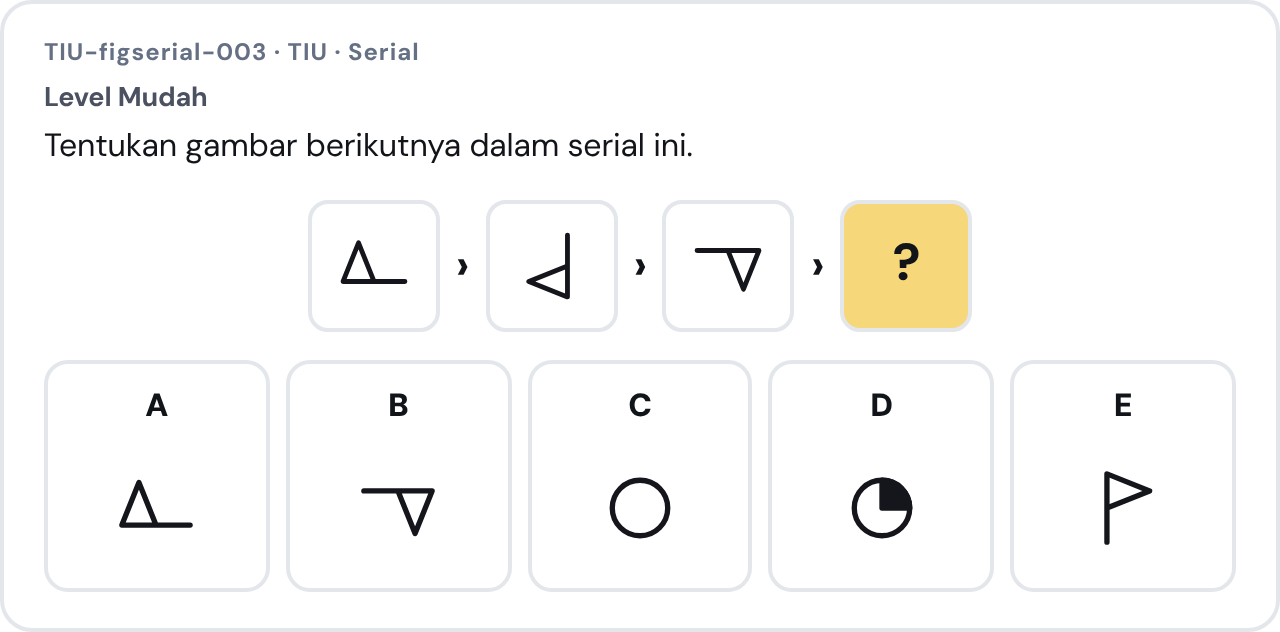 TIU-figserial-003 · TIU · Serial
Level Mudah
Tentukan gambar berikutnya dalam serial ini.
› › › ?
A B C D E